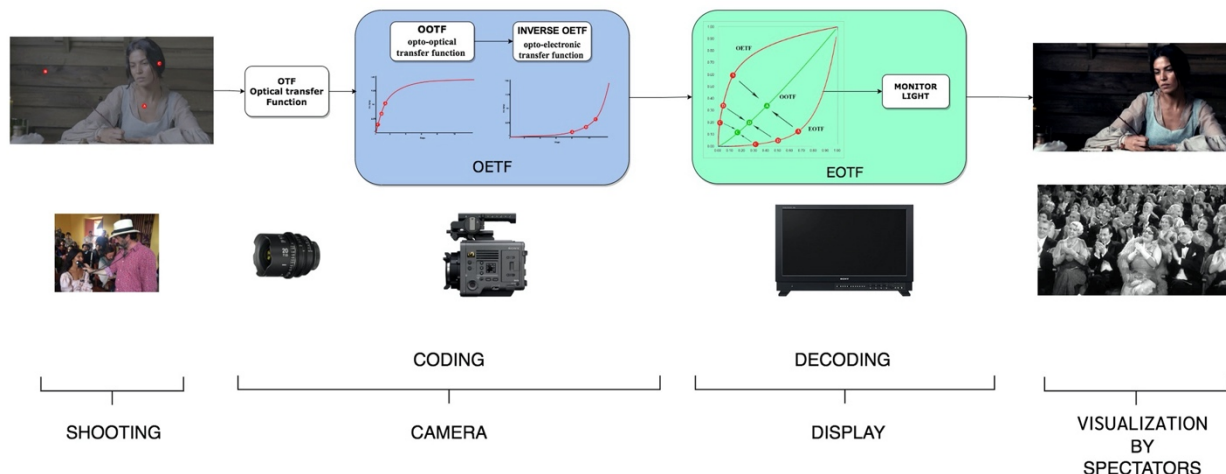 OOTF
opto-optical
transfer function
INVERSE OETF
opto-electronic
transfer function
OTF
Optical transfer
Function
OETF
OETF
OOTF
EOTF
MONITOR
LIGHT
EOTF
CODING
DECODING
SHOOTING
CAMERA
DISPLAY
VISUALIZATION
BY
SPECTATORS